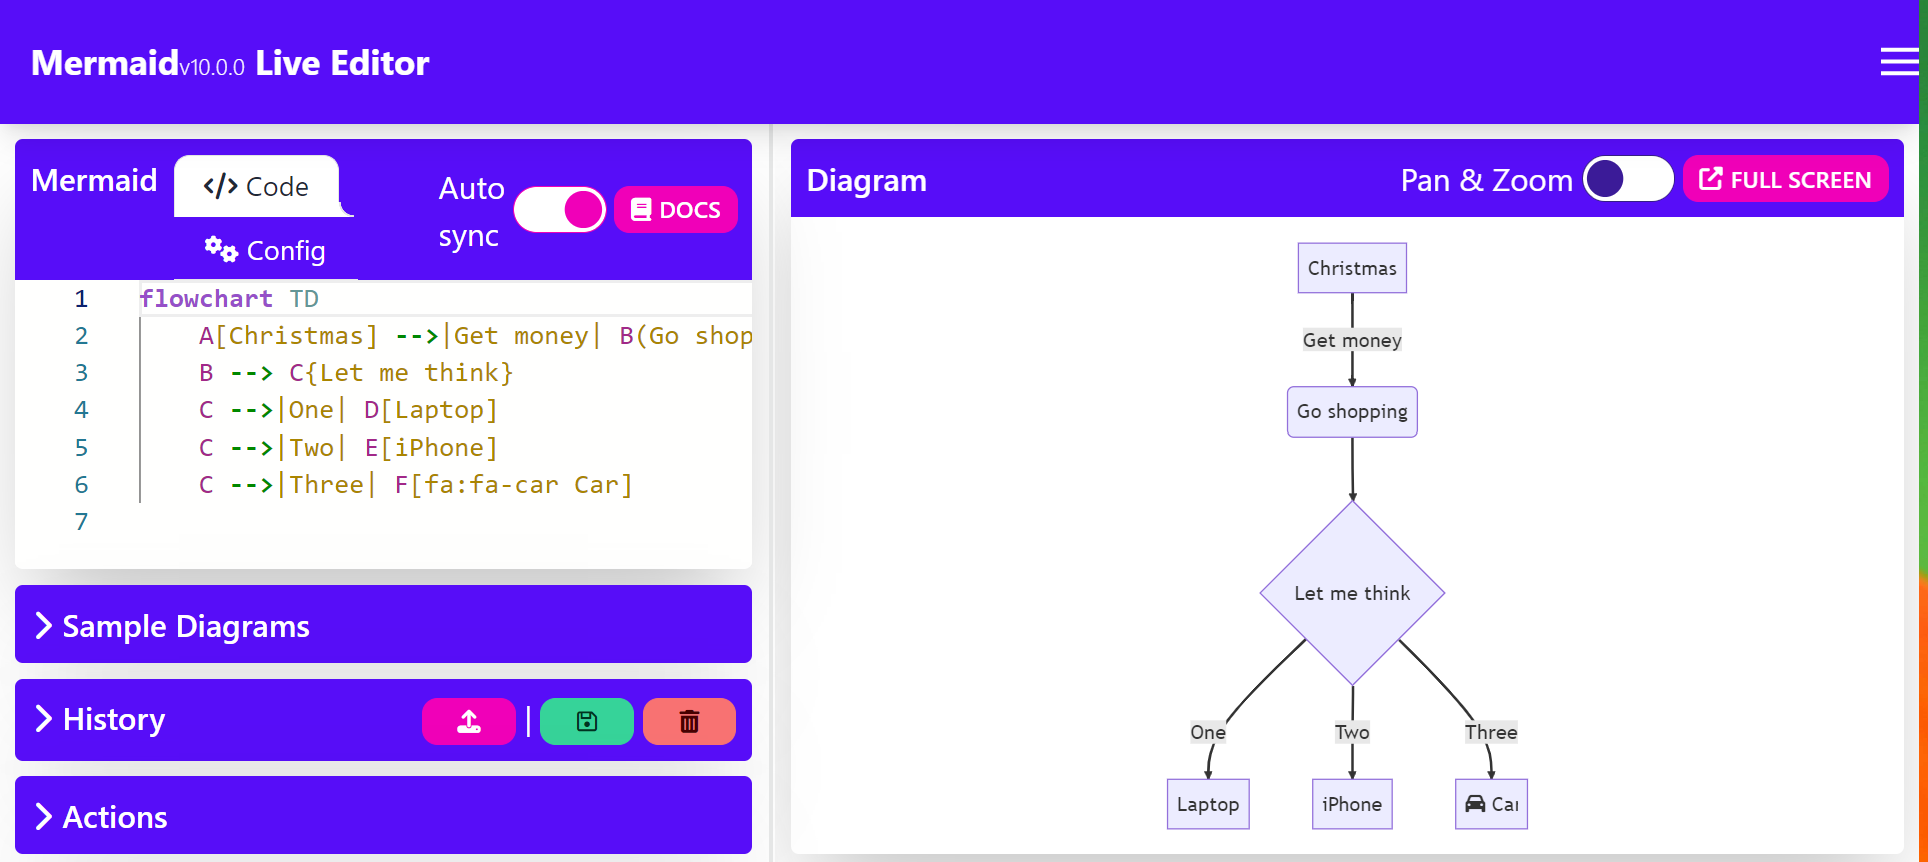 Mermaid v10.0.0 Live Editor
Mermaid
Code
Config
Auto
sync
DOCS
1 flowchart TD
2 A[Christmas] -->|Get money| B(Go shop
3 B --> C{Let me think}
4 C -->|One| D[Laptop]
5 C -->|Two| E[iPhone]
6 C -->|Three| F[fa:fa-car Car]
7
Sample Diagrams
History
|
Actions
Diagram
Pan & Zoom
FULL SCREEN
Christmas
Get money
Go shopping
Let me think
One Two Three
Laptop iPhone Car